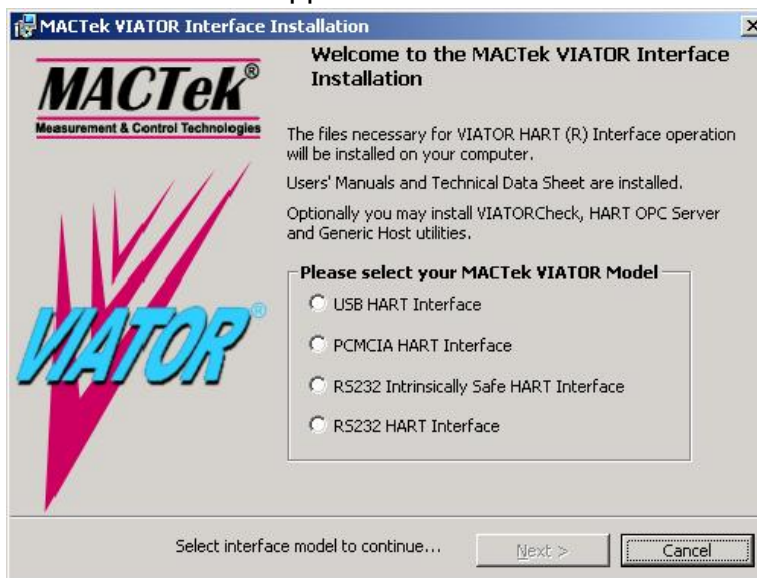 MACTek VIATOR Interface Installation
MACTek®
Measurement & Control Technologies
VIATOR®
Welcome to the MACTek VIATOR Interface
Installation
The files necessary for VIATOR HART (R) Interface operation
will be installed on your computer.
Users' Manuals and Technical Data Sheet are installed.
Optionally you may install VIATORCheck, HART OPC Server
and Generic Host utilities.
Please select your MACTek VIATOR Model
USB HART Interface
PCMCIA HART Interface
RS232 Intrinsically Safe HART Interface
RS232 HART Interface
Select interface model to continue...
Next >
Cancel